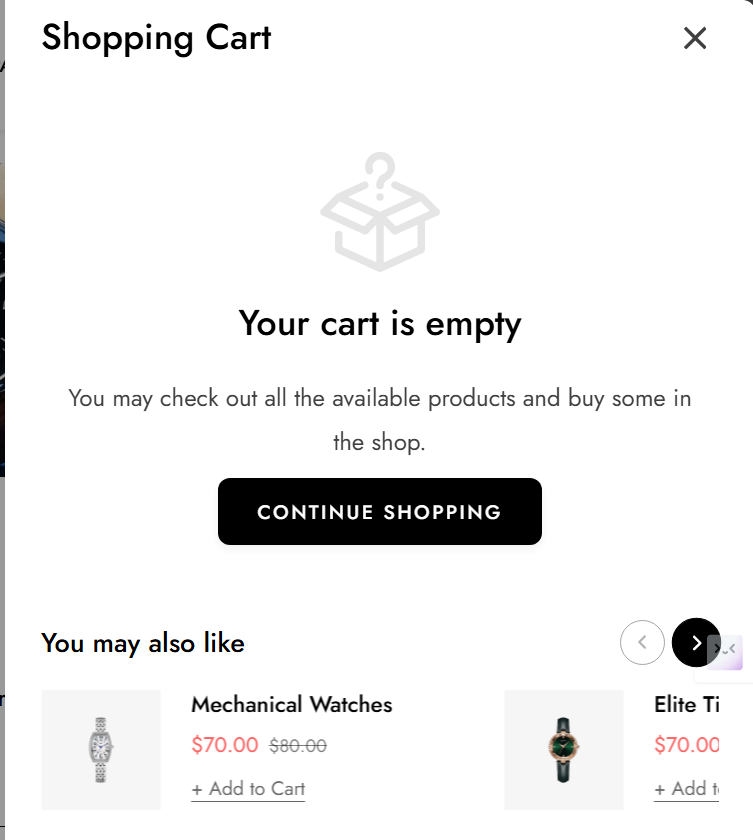 Shopping Cart
Your cart is empty
You may check out all the available products and buy some in
the shop.
CONTINUE SHOPPING
You may also like
Mechanical Watches
$70.00 $80.00
+ Add to Cart
Elite Ti
$70.00
+ Add t